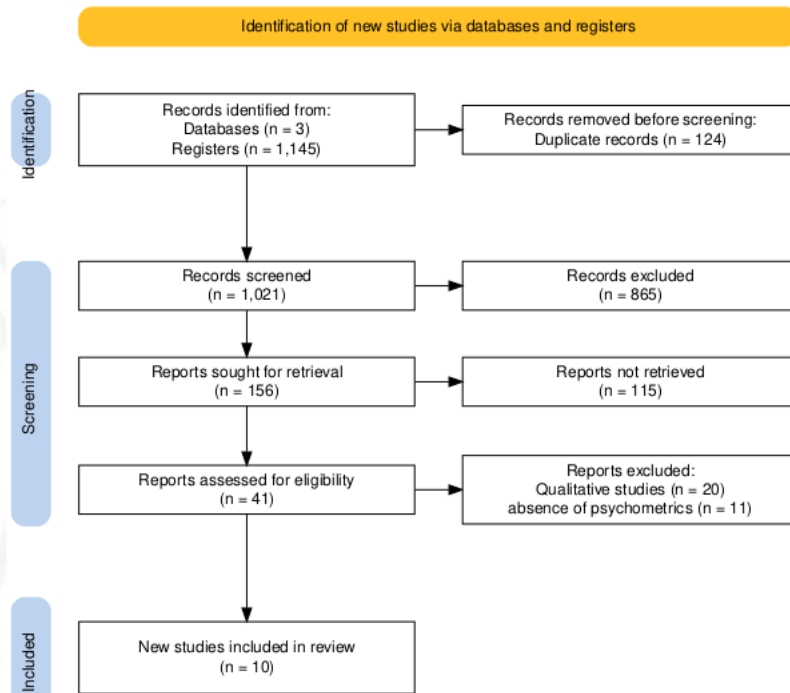 Identification of new studies via databases and registers
Identification
Records identified from:
Databases (n = 3)
Registers (n = 1,145)
Records removed before screening:
Duplicate records (n = 124)
Screening
Records screened
(n = 1,021)
Records excluded
(n = 865)
Reports sought for retrieval
(n = 156)
Reports not retrieved
(n = 115)
Reports assessed for eligibility
(n = 41)
Reports excluded:
Qualitative studies (n = 20)
absence of psychometrics (n = 11)
Included
New studies included in review
(n = 10)